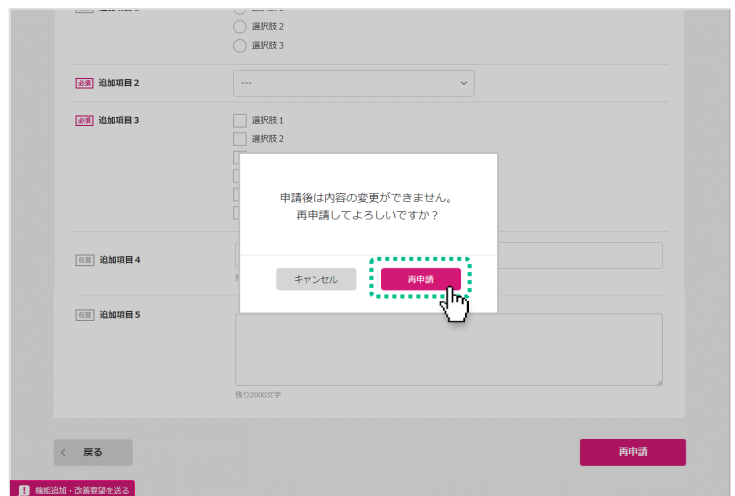 選択肢2
選択肢3
必須 追加項目2
---
必須 追加項目3
選択肢1
選択肢2
申請後は内容の変更ができません。
再申請してよろしいですか？
キャンセル
再申請
任意 追加項目4
任意 追加項目5
残り2000文字
戻る
再申請
機能追加・改善要望を送る